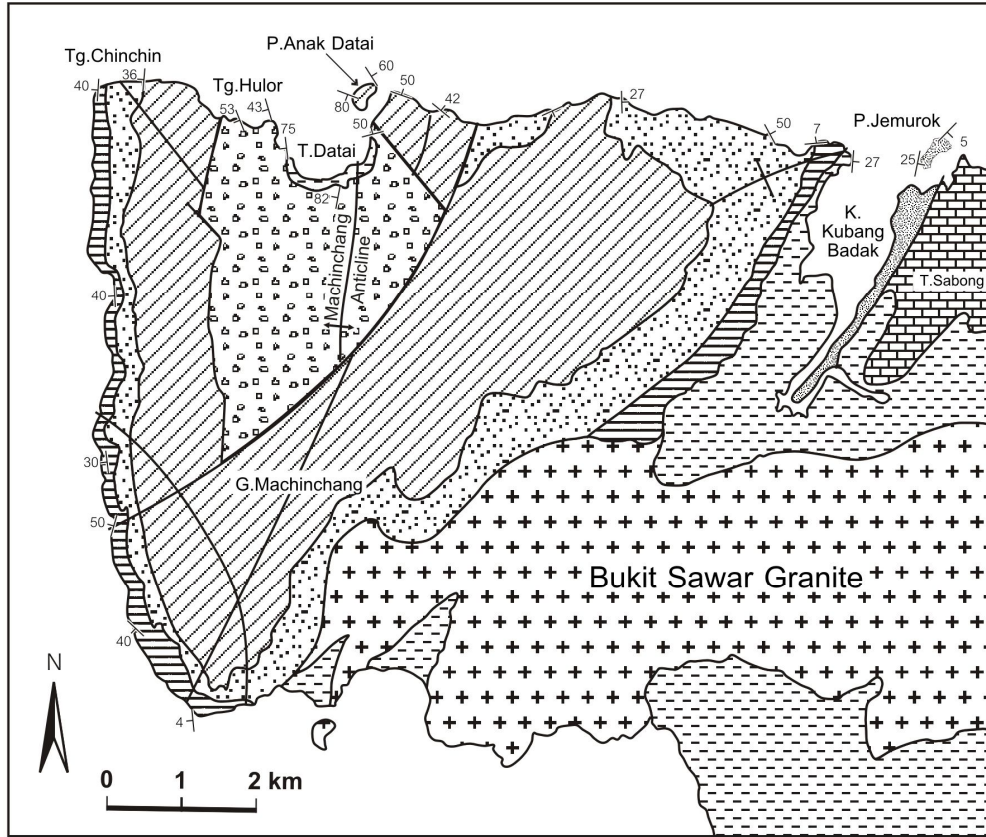 P.Anak Datai
Tg.Chinchin
60
36
50
40
Tg.Hulor
80
27
42
53
43
P.Jemurok
50
75
50
7
5
T.Datai
25
27
82
K.
Kubang
Badak
Machinchang
Anticline
T.Sabong
40
30
G.Machinchang
50
Bukit Sawar Granite
40
N
4
0 1 2 km